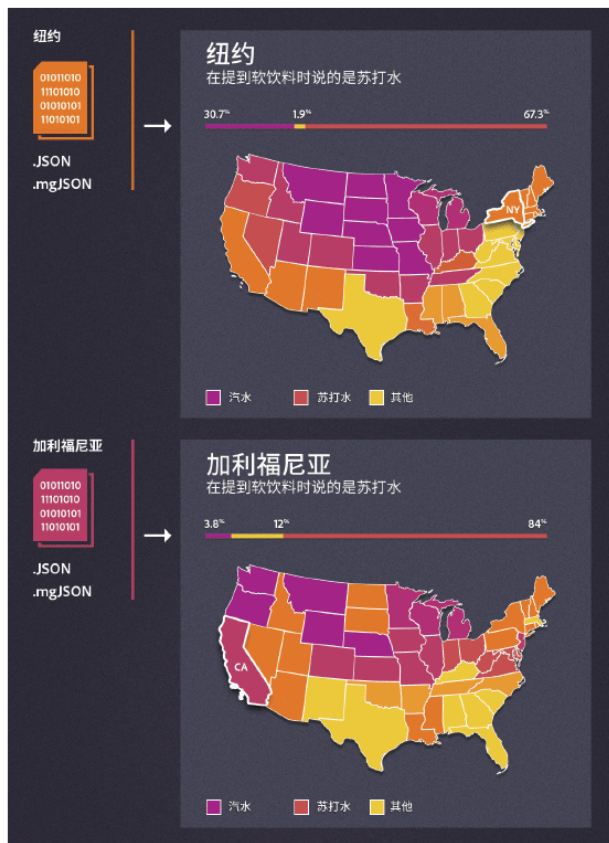 纽约
01011010
11101010
01010101
11010101
.JSON
.mgJSON
纽约
在提到软饮料时说的是苏打水
30.7% 1.9% 67.3%
NY
汽水 苏打水 其他
加利福尼亚
01011010
11101010
01010101
11010101
.JSON
.mgJSON
加利福尼亚
在提到软饮料时说的是苏打水
3.8% 12% 84%
CA
汽水 苏打水 其他